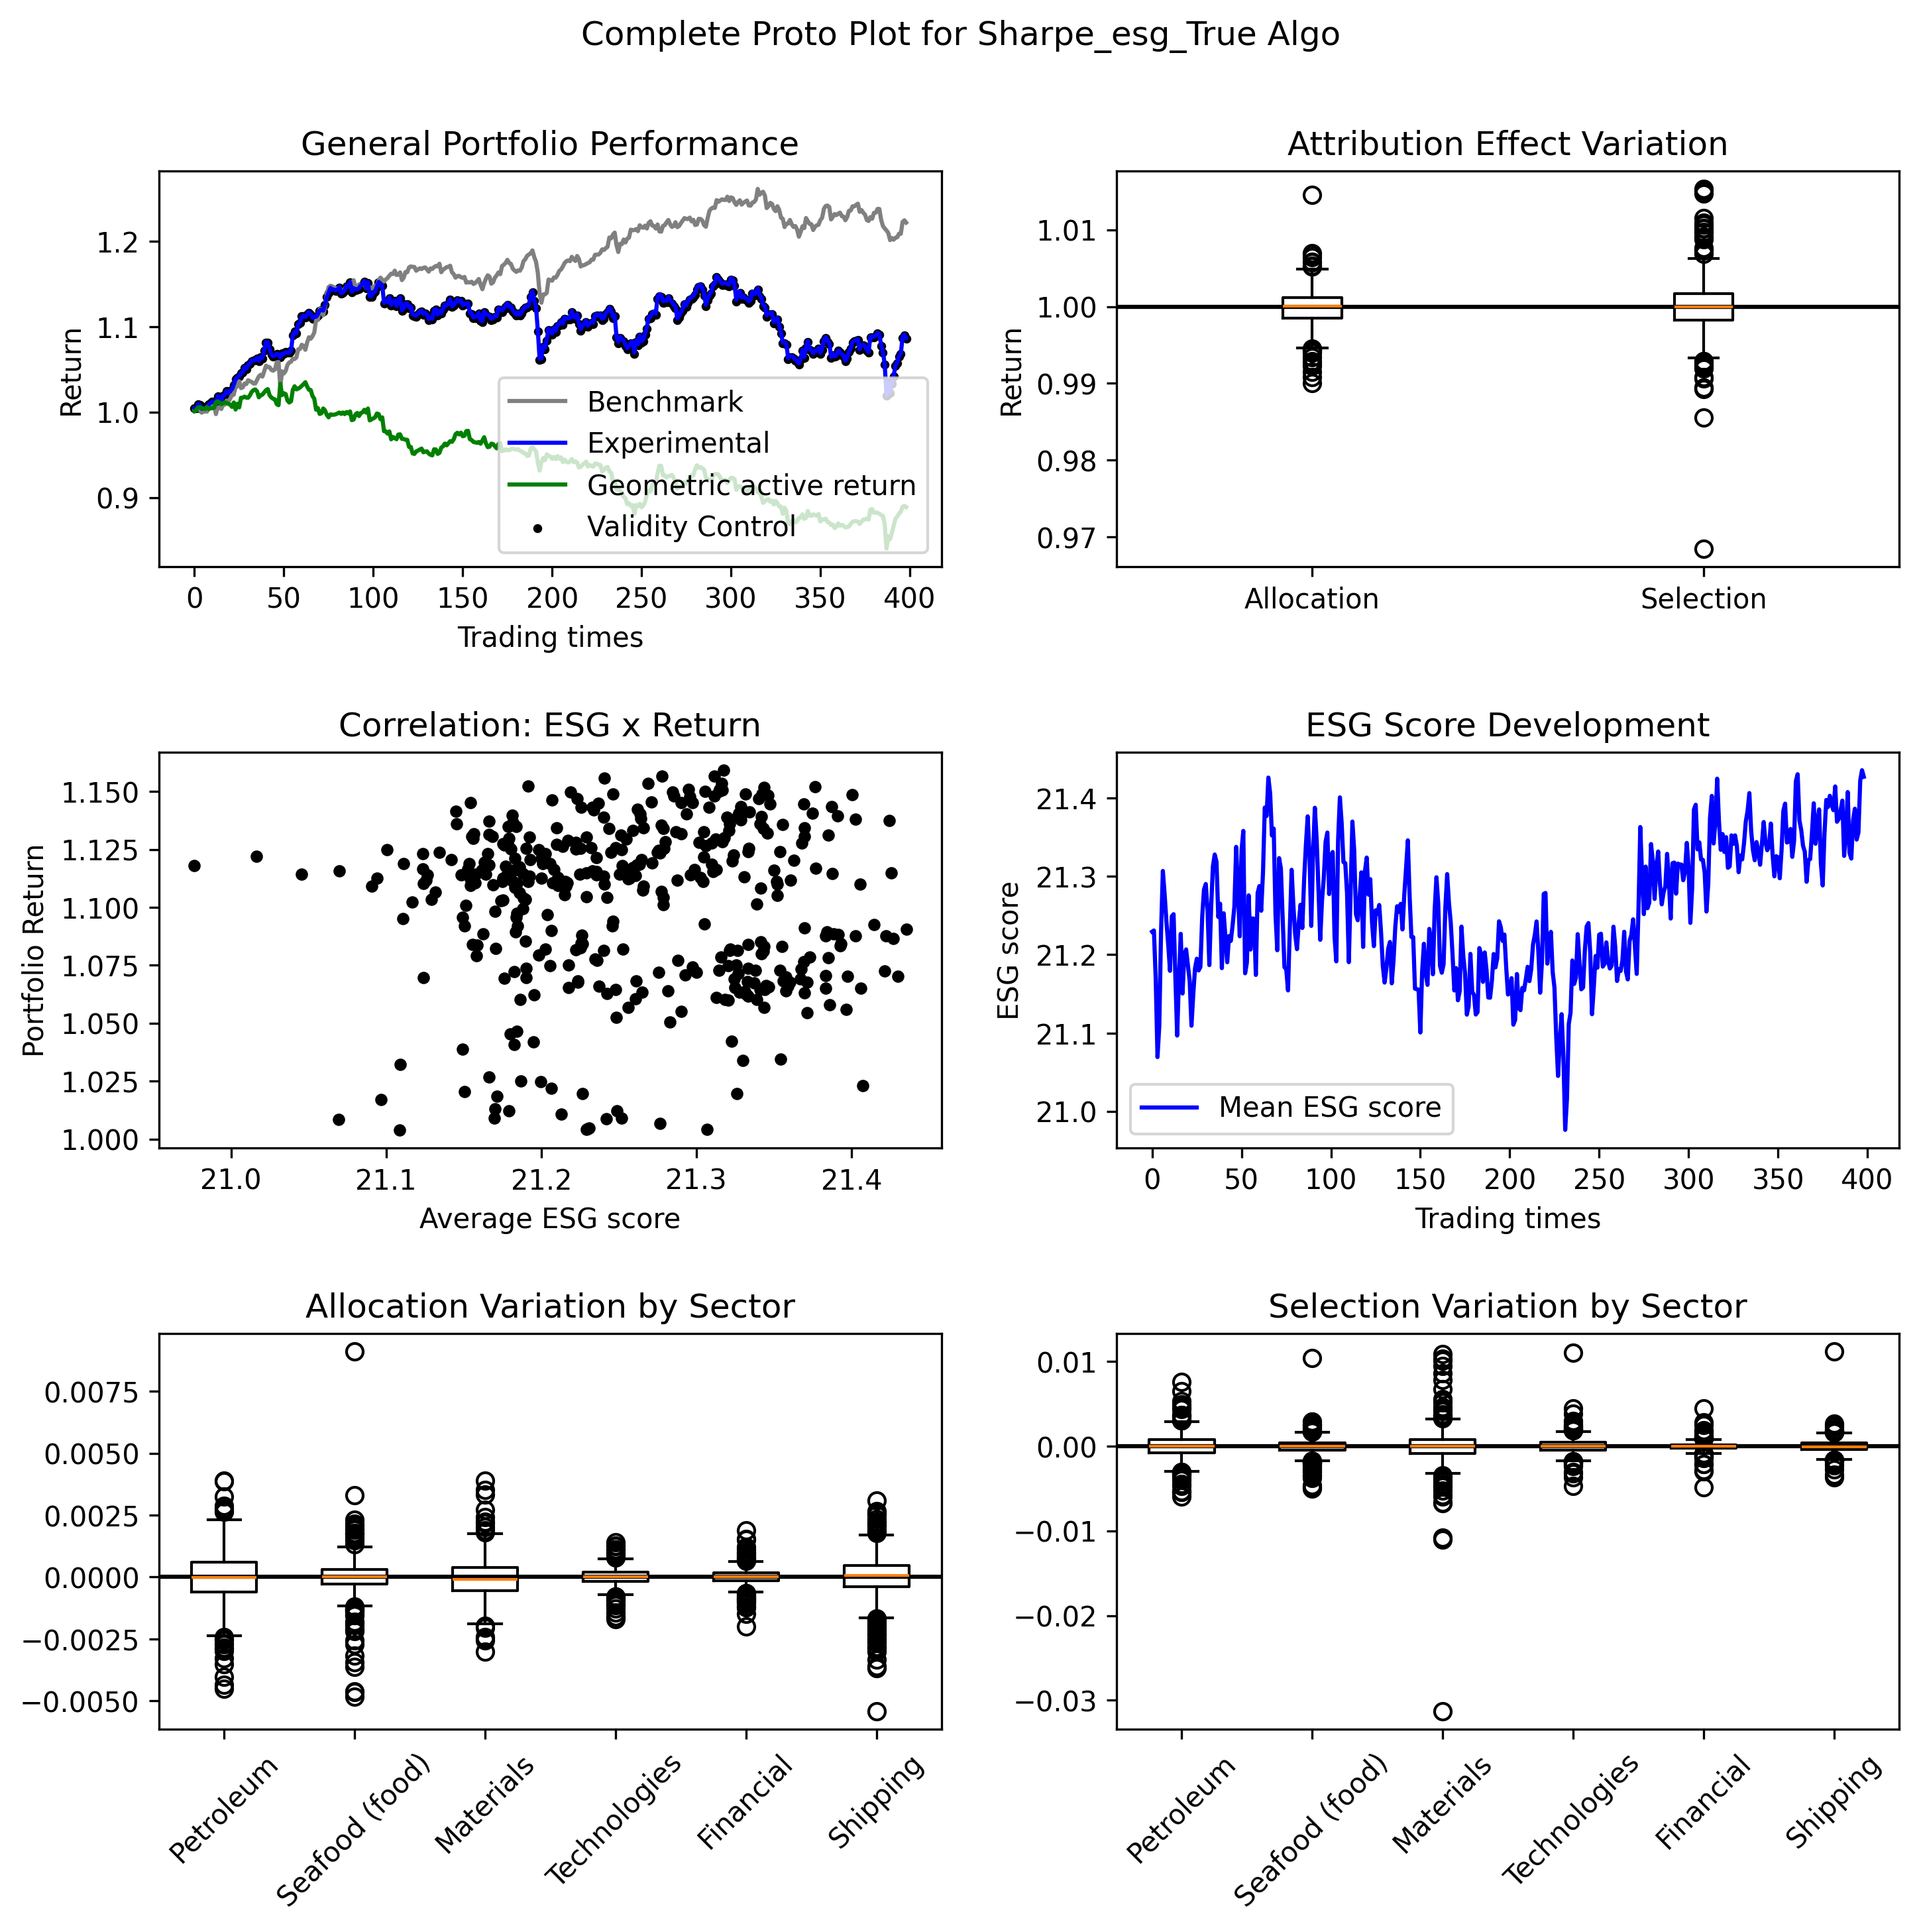 Complete Proto Plot for Sharpe_esg_True Algo
General Portfolio Performance
Return
1.2
1.1
1.0
0.9
Benchmark
Experimental
Geometric active return
Validity Control
0 50 100 150 200 250 300 350 400
Trading times
Attribution Effect Variation
Return
1.01
1.00
0.99
0.98
0.97
Allocation Selection
Correlation: ESG x Return
Portfolio Return
1.150
1.125
1.100
1.075
1.050
1.025
1.000
21.0 21.1 21.2 21.3 21.4
Average ESG score
ESG Score Development
ESG score
21.4
21.3
21.2
21.1
21.0
Mean ESG score
0 50 100 150 200 250 300 350 400
Trading times
Allocation Variation by Sector
0.0075
0.0050
0.0025
0.0000
−0.0025
−0.0050
Petroleum
Seafood (food)
Materials
Technologies
Financial
Shipping
Selection Variation by Sector
0.01
0.00
−0.01
−0.02
−0.03
Petroleum
Seafood (food)
Materials
Technologies
Financial
Shipping